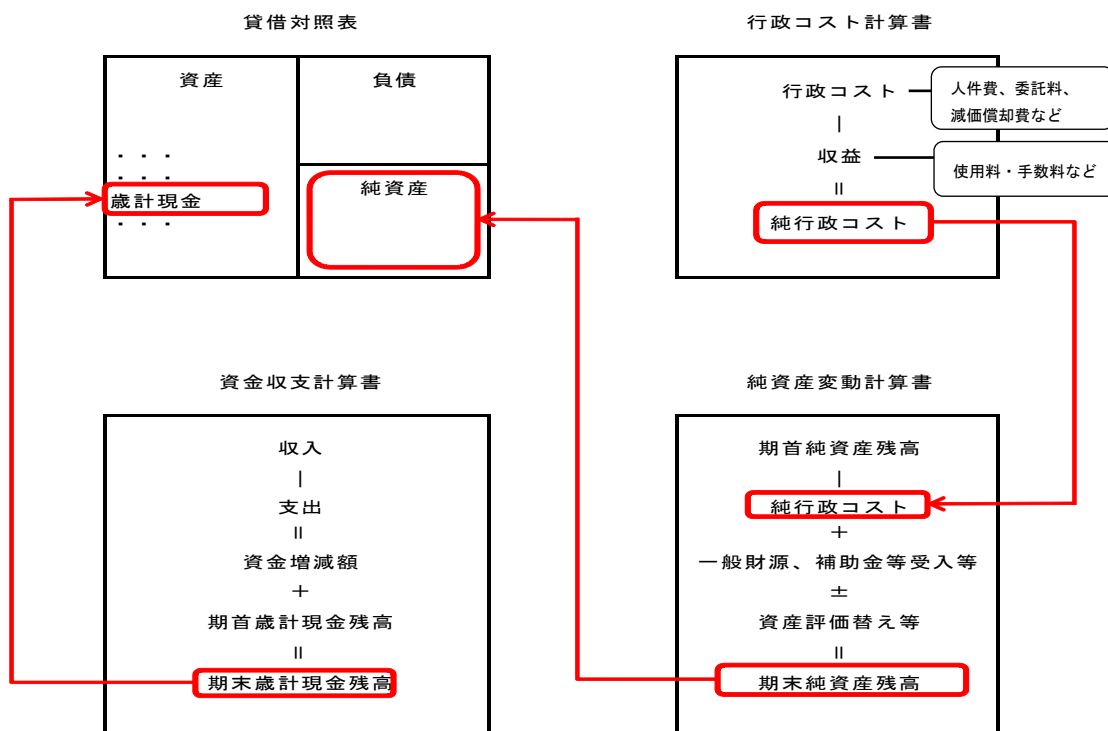 貸借対照表
資産
負債
・・・
・・・
歳計現金
・・・
純資産
行政コスト計算書
行政コスト
人件費、委託料、
減価償却費など
|
収益
使用料・手数料など
=
純行政コスト
資金収支計算書
収入
|
支出
=
資金増減額
+
期首歳計現金残高
=
期末歳計現金残高
純資産変動計算書
期首純資産残高
|
純行政コスト
+
一般財源、補助金等受入等
±
資産評価替え等
=
期末純資産残高